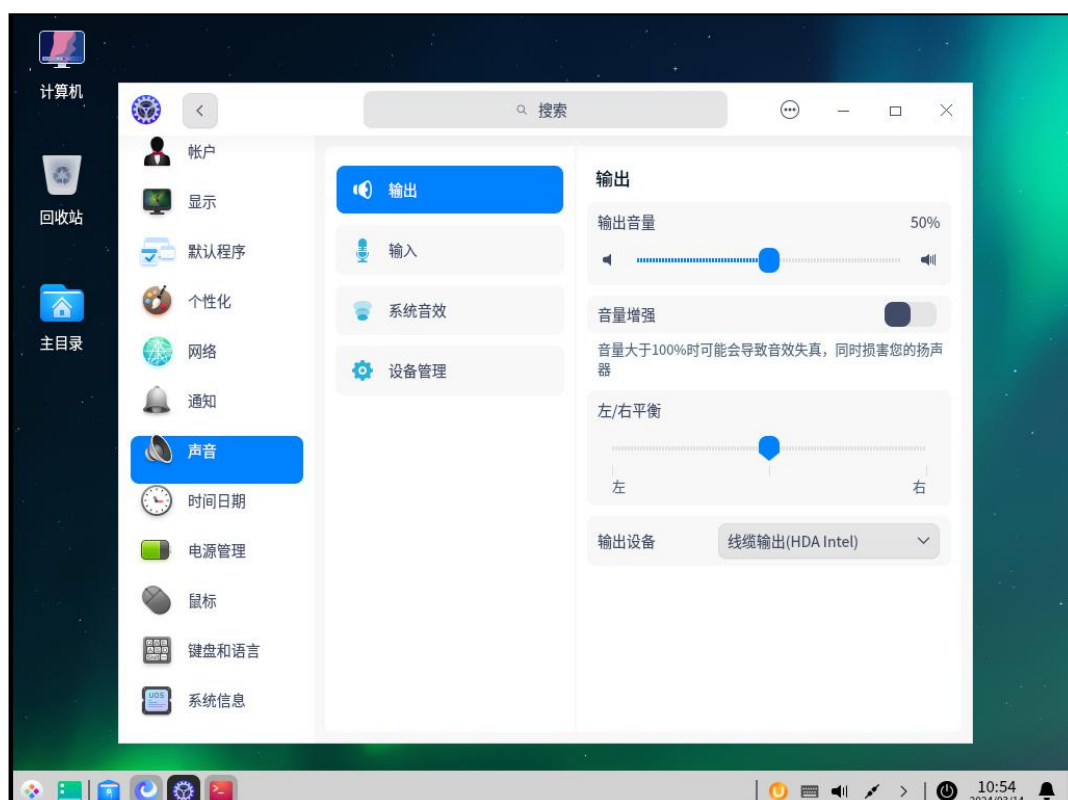 计算机
回收站
主目录
搜索
帐户
显示
默认程序
个性化
网络
通知
声音
时间日期
电源管理
鼠标
键盘和语言
UOS
系统信息
输出
输入
系统音效
设备管理
输出
输出音量 50%
音量增强
音量大于100%时可能会导致音效失真，同时损害您的扬声
器
左/右平衡
左 右
输出设备 线缆输出(HDA Intel)
10:54
2024/03/14